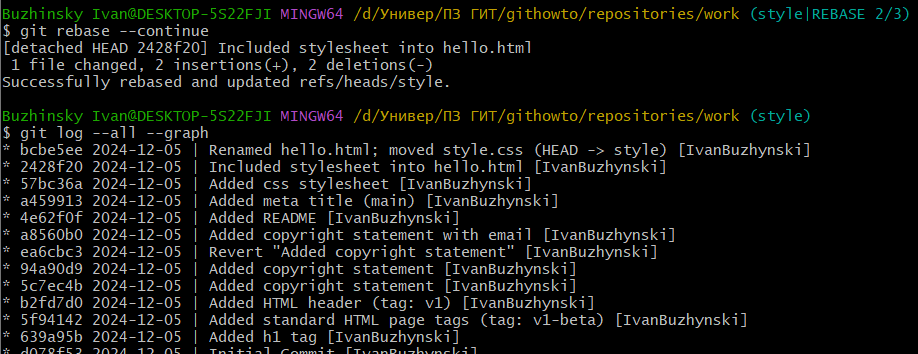 Buzhinsky Ivan@DESKTOP-5S22FJI MINGW64 /d/Универ/ПЗ ГИТ/githowto/repositories/work (style|REBASE 2/3)
$ git rebase --continue
[detached HEAD 2428f20] Included stylesheet into hello.html
 1 file changed, 2 insertions(+), 2 deletions(-)
Successfully rebased and updated refs/heads/style.
Buzhinsky Ivan@DESKTOP-5S22FJI MINGW64 /d/Универ/ПЗ ГИТ/githowto/repositories/work (style)
$ git log --all --graph
* bcbe5ee 2024-12-05 | Renamed hello.html; moved style.css (HEAD -> style) [IvanBuzhynski]
* 2428f20 2024-12-05 | Included stylesheet into hello.html [IvanBuzhynski]
* 57bc36a 2024-12-05 | Added css stylesheet [IvanBuzhynski]
* a459913 2024-12-05 | Added meta title (main) [IvanBuzhynski]
* 4e62f0f 2024-12-05 | Added README [IvanBuzhynski]
* a8560b0 2024-12-05 | Added copyright statement with email [IvanBuzhynski]
* ea6cbc3 2024-12-05 | Revert "Added copyright statement" [IvanBuzhynski]
* 94a90d9 2024-12-05 | Added copyright statement [IvanBuzhynski]
* 5c7ec4b 2024-12-05 | Added copyright statement [IvanBuzhynski]
* b2fd7d0 2024-12-05 | Added HTML header (tag: v1) [IvanBuzhynski]
* 5f94142 2024-12-05 | Added standard HTML page tags (tag: v1-beta) [IvanBuzhynski]
* 639a95b 2024-12-05 | Added h1 tag [IvanBuzhynski]
* d078f53 2024-12-05 | Initial Commit [IvanBuzhynski]